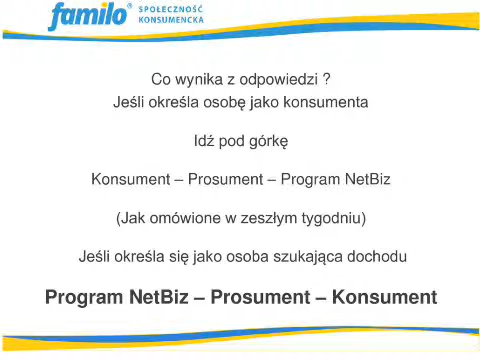 familo® SPOŁECZNOŚĆ
KONSUMENCKA
Co wynika z odpowiedzi ?
Jeśli określa osobę jako konsumenta
Idź pod górkę
Konsument – Prosument – Program NetBiz
(Jak omówione w zeszłym tygodniu)
Jeśli określa się jako osoba szukająca dochodu
Program NetBiz – Prosument – Konsument